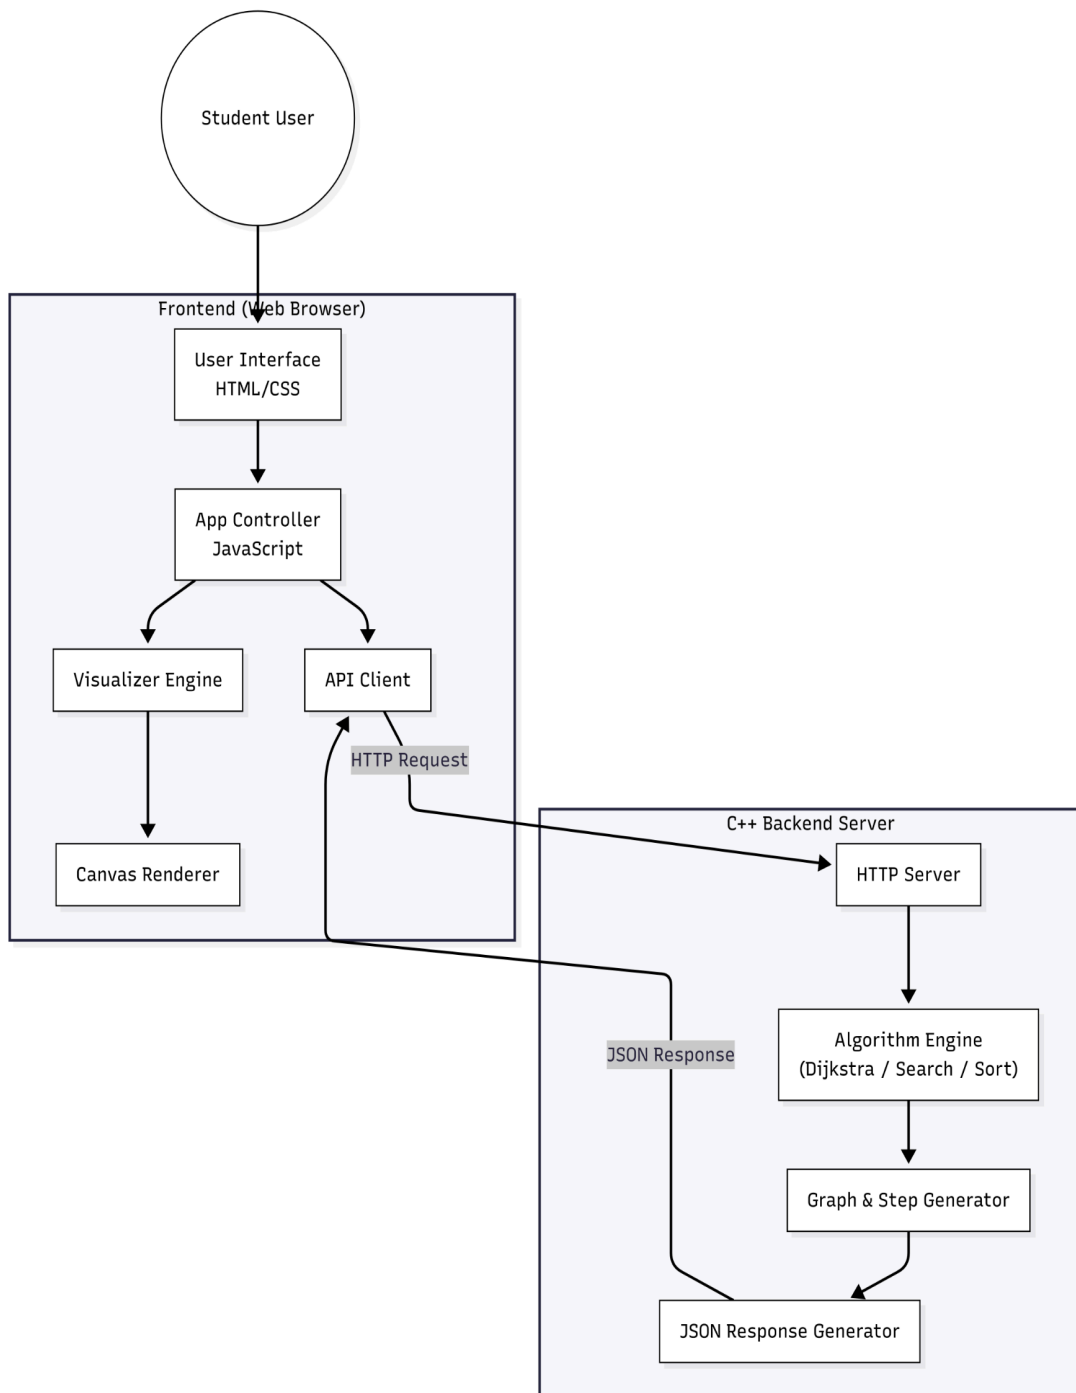 Student User
Frontend (Web Browser)
User Interface
HTML/CSS
App Controller
JavaScript
Visualizer Engine
API Client
HTTP Request
C++ Backend Server
Canvas Renderer
HTTP Server
Algorithm Engine
(Dijkstra / Search / Sort)
JSON Response
Graph & Step Generator
JSON Response Generator